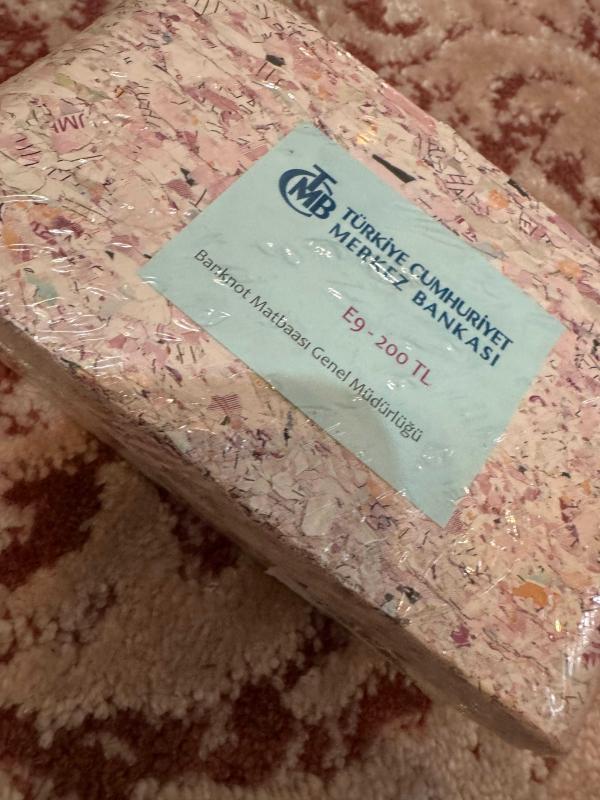 TCMB
TÜRKİYE CUMHURİYET
MERKEZ BANKASI
E9 - 200 TL
Banknot Matbaası Genel Müdürlüğü